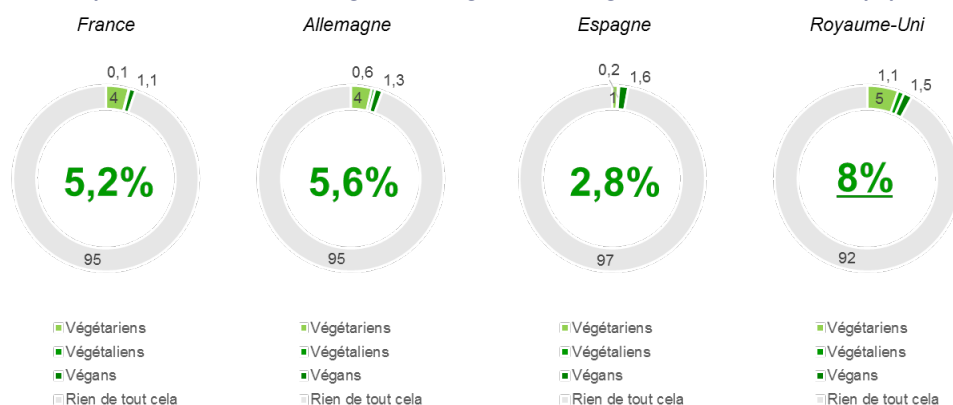 France Allemagne Espagne Royaume-Uni
0,1 1,1 0,6 1,3 0,2 1,6 1,1 1,5
4 4 1 5
5,2% 5,6% 2,8% 8%
95 95 97 92
Végétariens Végétariens Végétariens Végétariens
Végétaliens Végétaliens Végétaliens Végétaliens
Végans Végans Végans Végans
Rien de tout cela Rien de tout cela Rien de tout cela Rien de tout cela